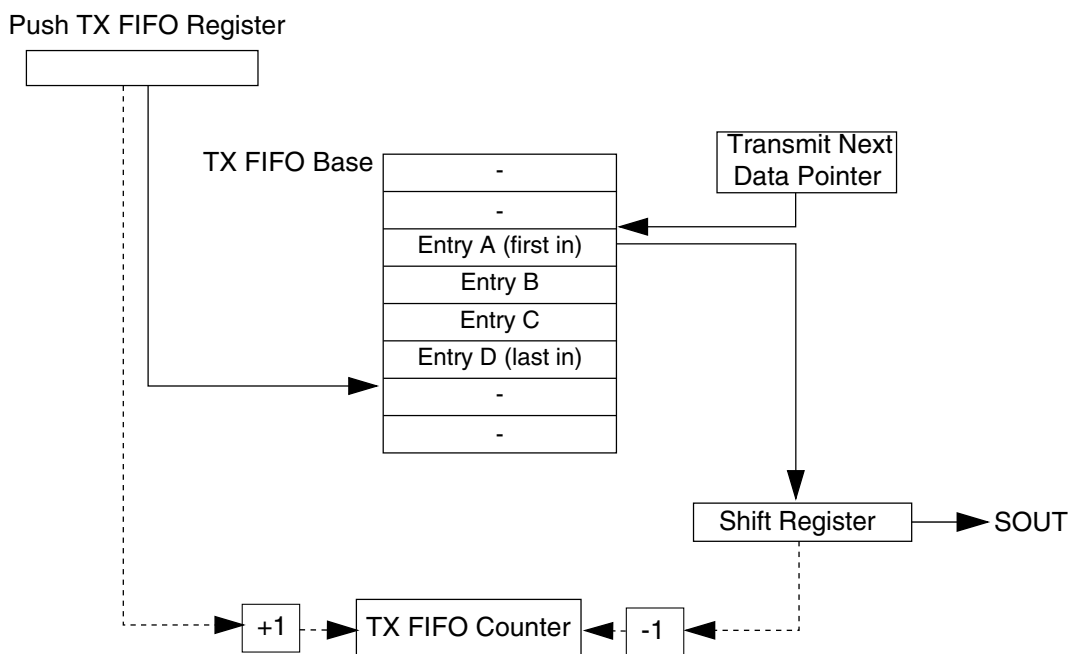 Push TX FIFO Register
TX FIFO Base
-
-
Entry A (first in)
Entry B
Entry C
Entry D (last in)
-
-
Transmit Next
Data Pointer
Shift Register
SOUT
+1
TX FIFO Counter
-1